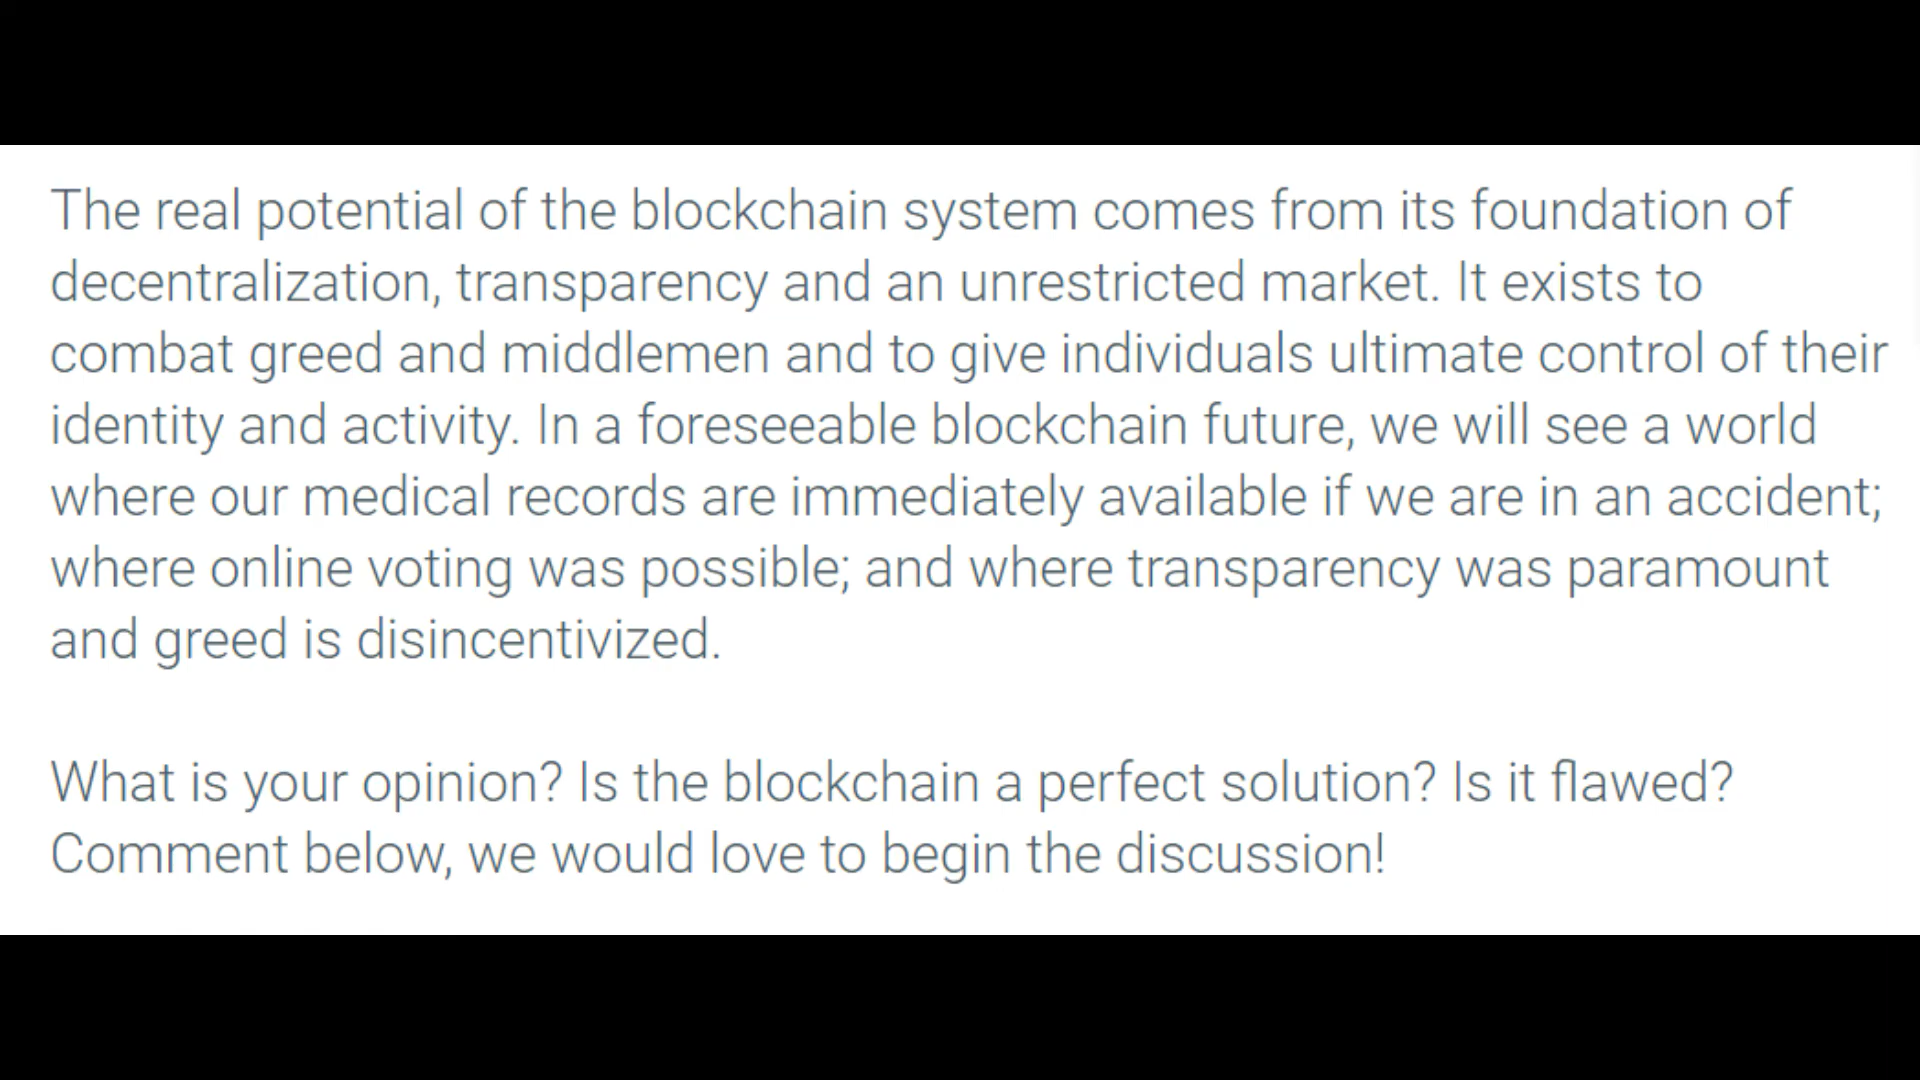 The real potential of the blockchain system comes from its foundation of
decentralization, transparency and an unrestricted market. It exists to
combat greed and middlemen and to give individuals ultimate control of their
identity and activity. In a foreseeable blockchain future, we will see a world
where our medical records are immediately available if we are in an accident;
where online voting was possible; and where transparency was paramount
and greed is disincentivized.
What is your opinion? Is the blockchain a perfect solution? Is it flawed?
Comment below, we would love to begin the discussion!